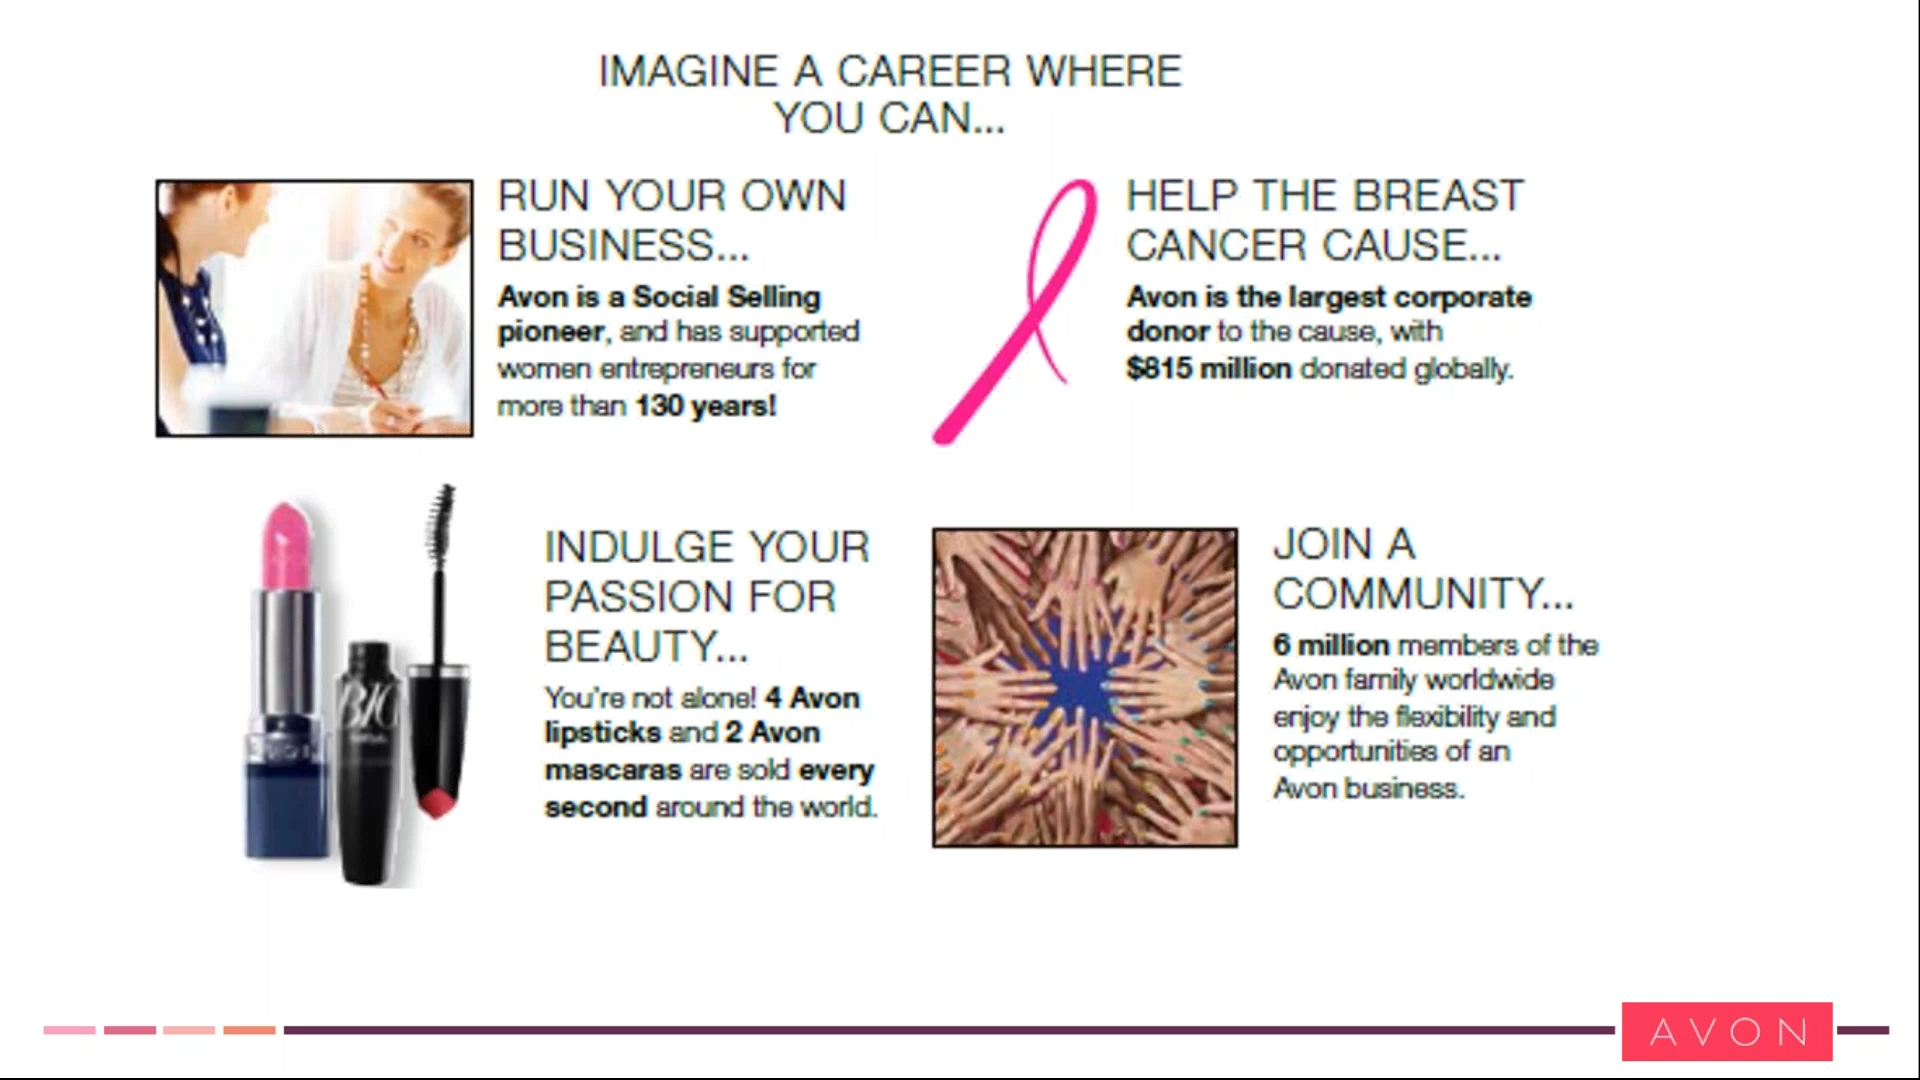 IMAGINE A CAREER WHERE
YOU CAN...
RUN YOUR OWN
BUSINESS...
Avon is a Social Selling
pioneer, and has supported
women entrepreneurs for
more than 130 years!
HELP THE BREAST
CANCER CAUSE...
Avon is the largest corporate
donor to the cause, with
$815 million donated globally.
INDULGE YOUR
PASSION FOR
BEAUTY...
You're not alone! 4 Avon
lipsticks and 2 Avon
mascaras are sold every
second around the world.
BIG
JOIN A
COMMUNITY...
6 million members of the
Avon family worldwide
enjoy the flexibility and
opportunities of an
Avon business.
AVON